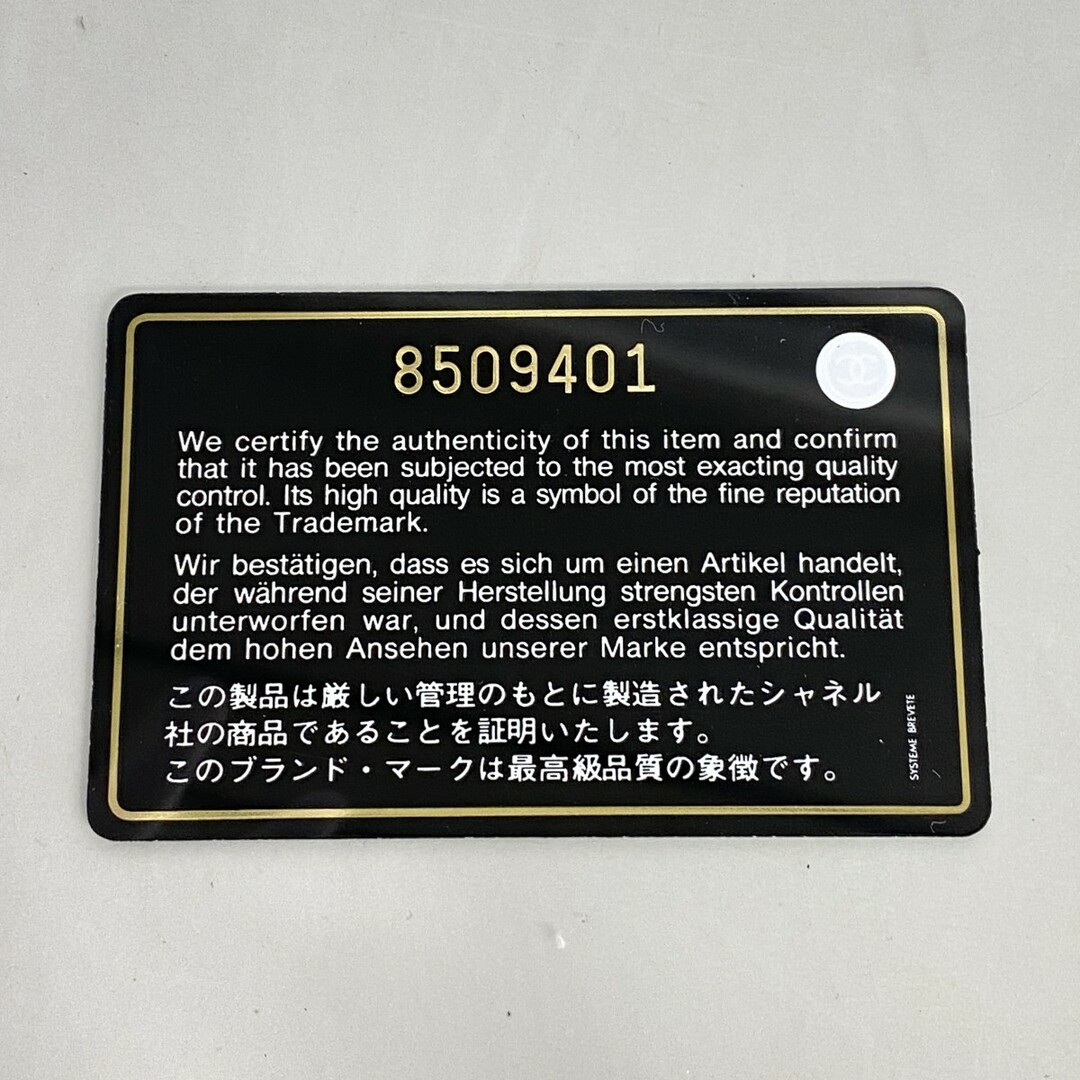 8509401
We certify the authenticity of this item and confirm
that it has been subjected to the most exacting quality
control. Its high quality is a symbol of the fine reputation
of the Trademark.
Wir bestätigen, dass es sich um einen Artikel handelt,
der während seiner Herstellung strengsten Kontrollen
unterworfen war, und dessen erstklassige Qualität
dem hohen Ansehen unserer Marke entspricht.
この製品は厳しい管理のもとに製造されたシャネル
社の商品であることを証明いたします。
このブランド・マークは最高級品質の象徴です。
SYSTEME BREVETE